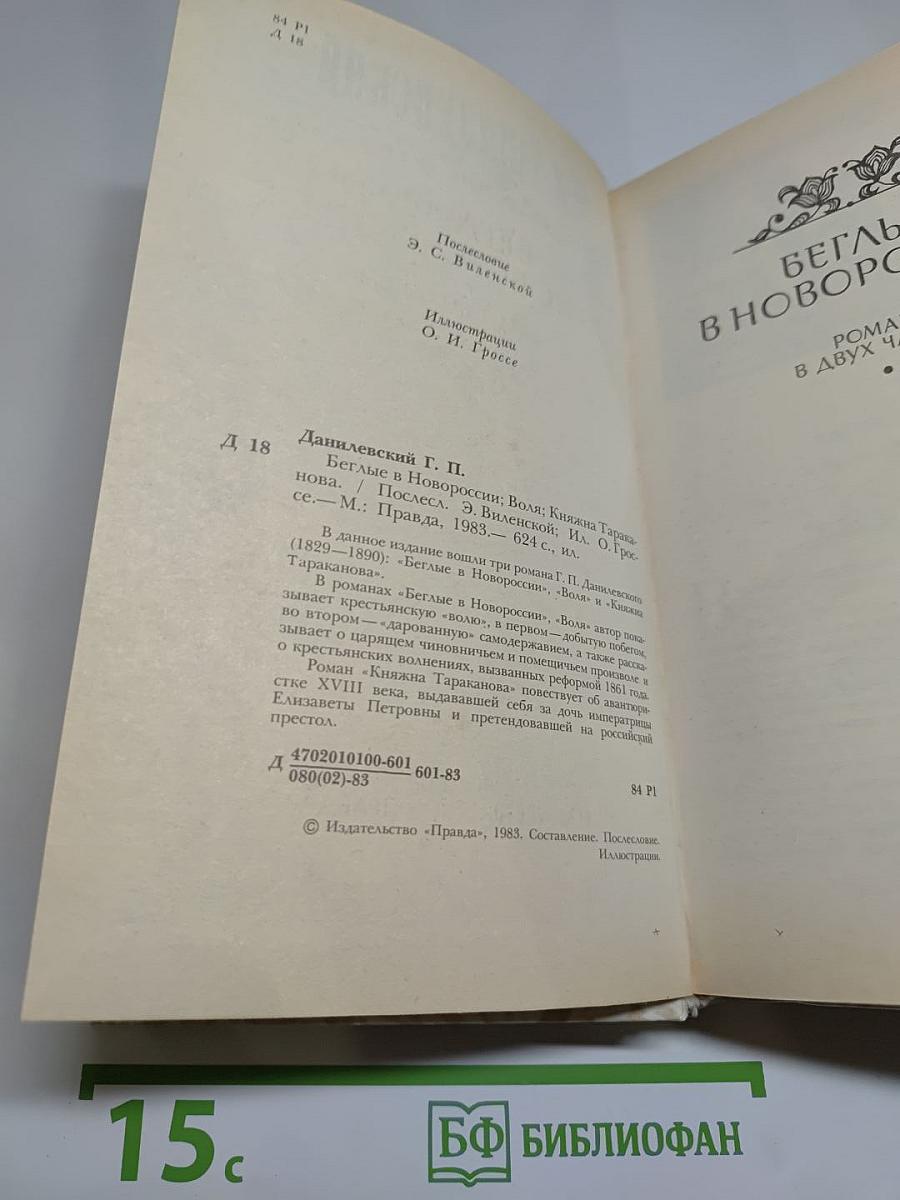 84 Р1
Д 18
Послесловие
Э. С. Виленской
Иллюстрации
О. И. Гроссе
Данилевский Г. П.
Д 18
Беглые в Новороссии; Воля; Княжна Тарака-
нова. / Послесл. Э. Виленской; Ил. О. Грос-
се.— М.: Правда, 1983.— 624 с., ил.
В данное издание вошли три романа Г. П. Данилевского
(1829—1890): «Беглые в Новороссии», «Воля» и «Княжна
Тараканова».
В романах «Беглые в Новороссии», «Воля» автор пока-
зывает крестьянскую «волю», в первом — добытую побегом,
во втором — «дарованную» самодержавием, а также расска-
зывает о царящем чиновничьем и помещичьем произволе и
о крестьянских волнениях, вызванных реформой 1861 года.
Роман «Княжна Тараканова» повествует об авантюри-
стке XVIII века, выдававшей себя за дочь императрицы
Елизаветы Петровны и претендовавшей на российский
престол.
Д 4702010100-601 601-83
080(02)-83
84 Р1
© Издательство «Правда», 1983. Составление. Послесловие.
Иллюстрации.
БЕГЛЫ
В НОВОРОС
РОМА
В ДВУХ ЧА
15 с
БФ БИБЛИОФАН